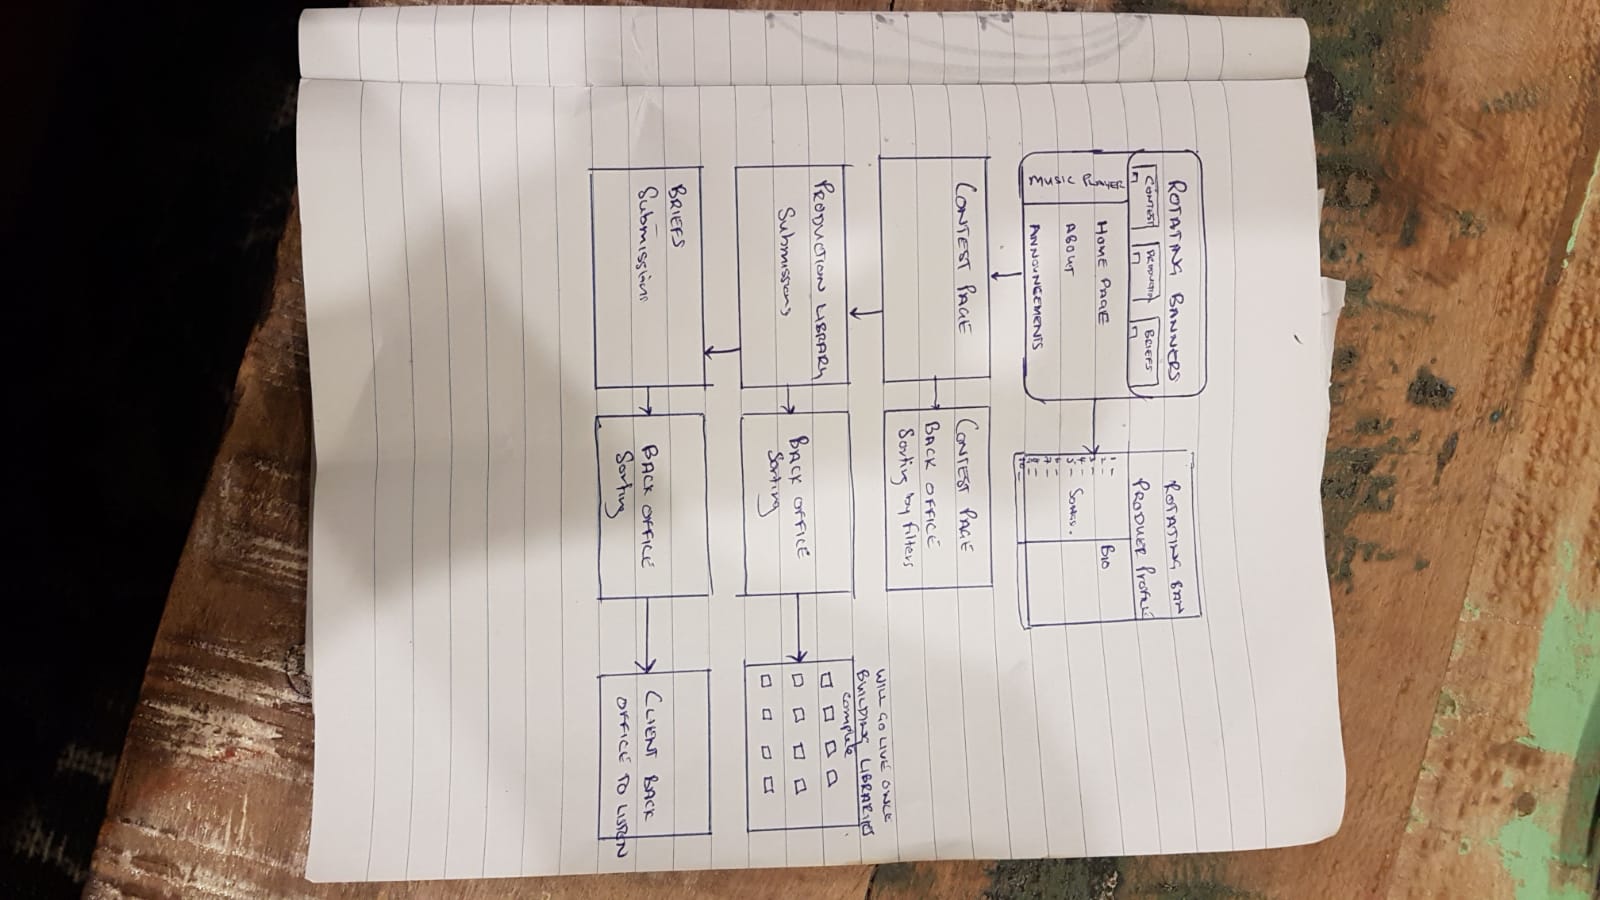 ROTATING BANNERS
CONTEST
PRODUCTION
BRIEFS
MUSIC PLAYER
HOME PAGE
ABOUT
ANNOUNCEMENTS
ROTATING BAN
PRODUER PROFILE
1 -
2 -
3 -
4 -
5 -
6 -
7 -
8 -
9 -
10 -
SONGS.
BIO
CONTEST PAGE
CONTEST PAGE
BACK OFFICE
Sorting by filters
PRODUCTION LIBRARY
Submissions
BACK OFFICE
Sorting
WILL GO LIVE ONCE
BUILDING LIBRARIES
complete
BRIEFS
Submissions
BACK OFFICE
Sorting
CLIENT BACK
OFFICE TO LISTEN